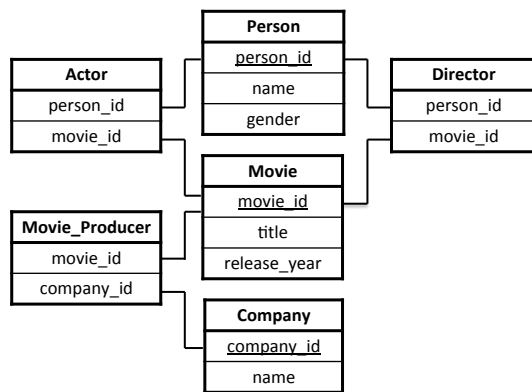 Person
person_id
name
gender
Actor
person_id
movie_id
Director
person_id
movie_id
Movie
movie_id
title
release_year
Movie_Producer
movie_id
company_id
Company
company_id
name